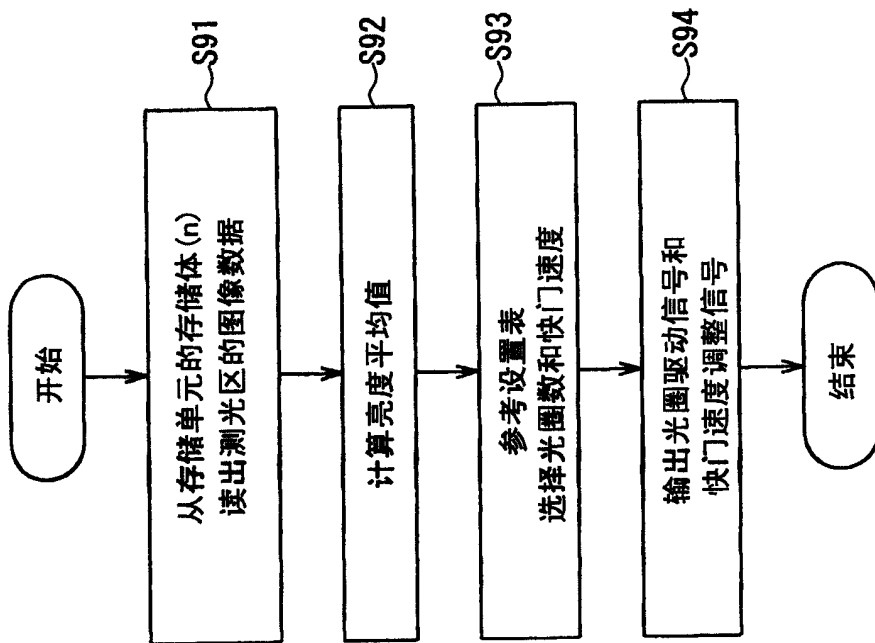 开始
从存储单元的存储体(n)
读出测光区的图像数据
S91
计算亮度平均值
S92
参考设置表
选择光圈数和快门速度
S93
输出光圈驱动信号和
快门速度调整信号
S94
结束